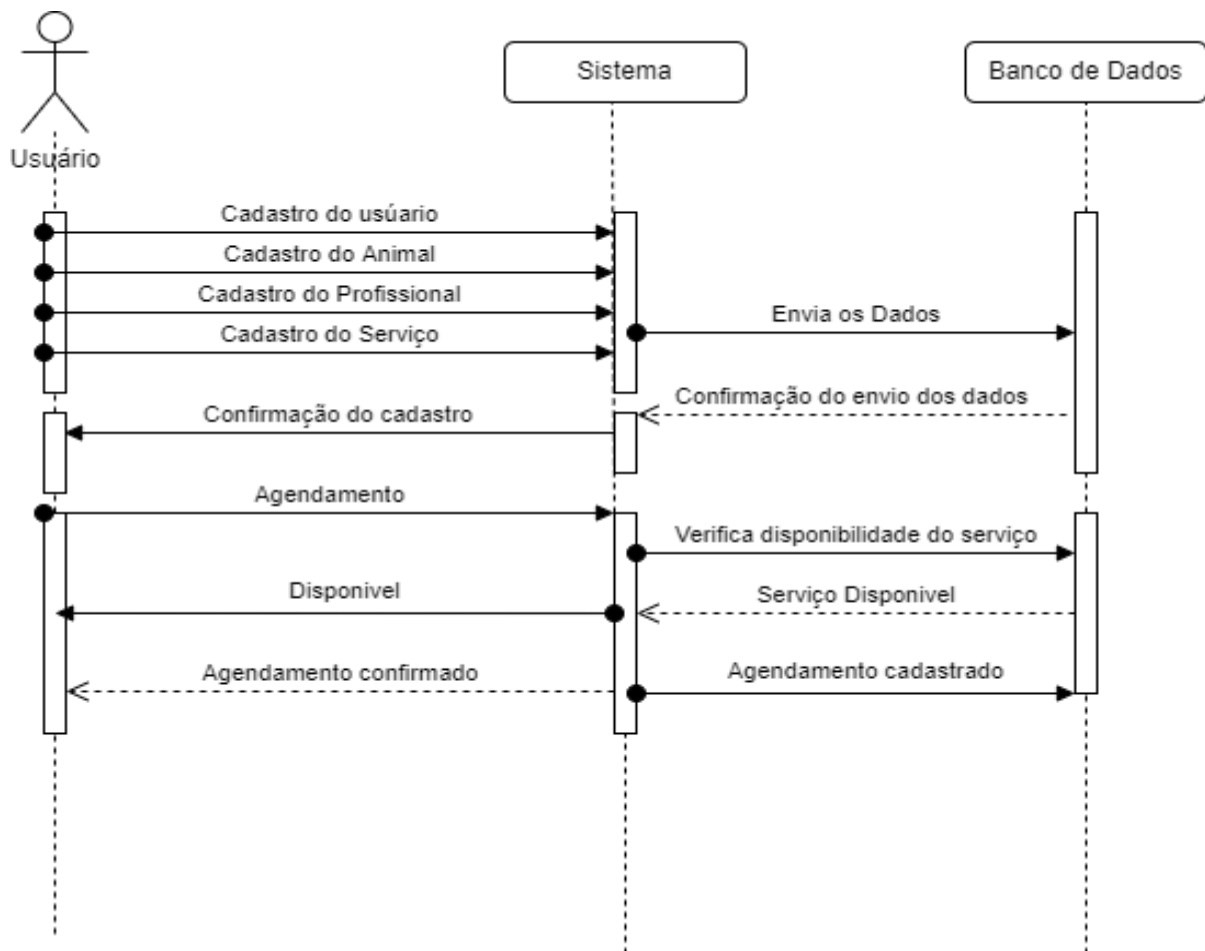 Sistema
Banco de Dados
Usuário
Cadastro do usúario
Cadastro do Animal
Cadastro do Profissional
Envia os Dados
Cadastro do Serviço
Confirmação do envio dos dados
Confirmação do cadastro
Agendamento
Verifica disponibilidade do serviço
Disponivel
Serviço Disponivel
Agendamento confirmado
Agendamento cadastrado